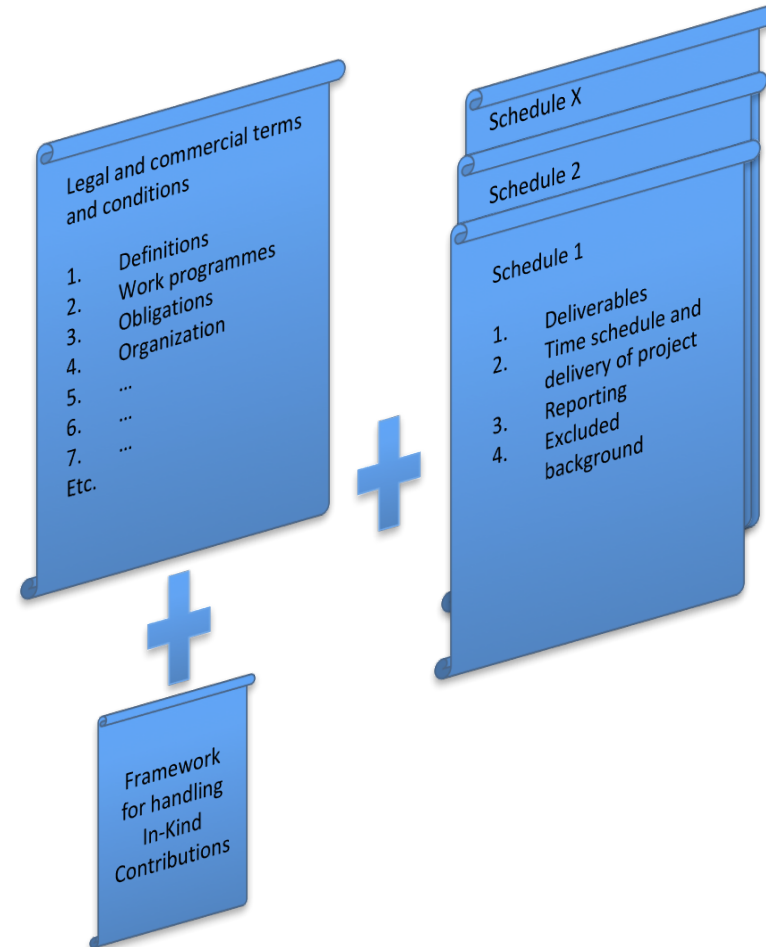 Legal and commercial terms
and conditions
1. Definitions
2. Work programmes
3. Obligations
4. Organization
5. ...
6. ...
7. ...
Etc.
Schedule X
Schedule 2
Schedule 1
1. Deliverables
2. Time schedule and
delivery of project
3. Reporting
4. Excluded
background
Framework
for handling
In-Kind
Contributions